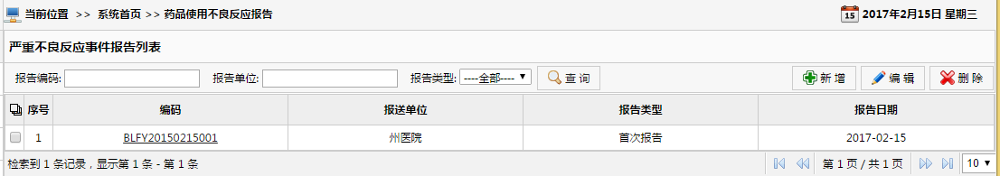 当前位置 >> 系统首页 >> 药品使用不良反应报告 15 2017年2月15日 星期三
严重不良反应事件报告列表
报告编码: 报告单位: 报告类型: ----全部---- 查 询 新 增 编 辑 删 除
序号 编码 报送单位 报告类型 报告日期
1 BLFY20150215001 州医院 首次报告 2017-02-15
检索到 1 条记录，显示第 1 条 - 第 1 条 第 1 页 / 共 1 页 10